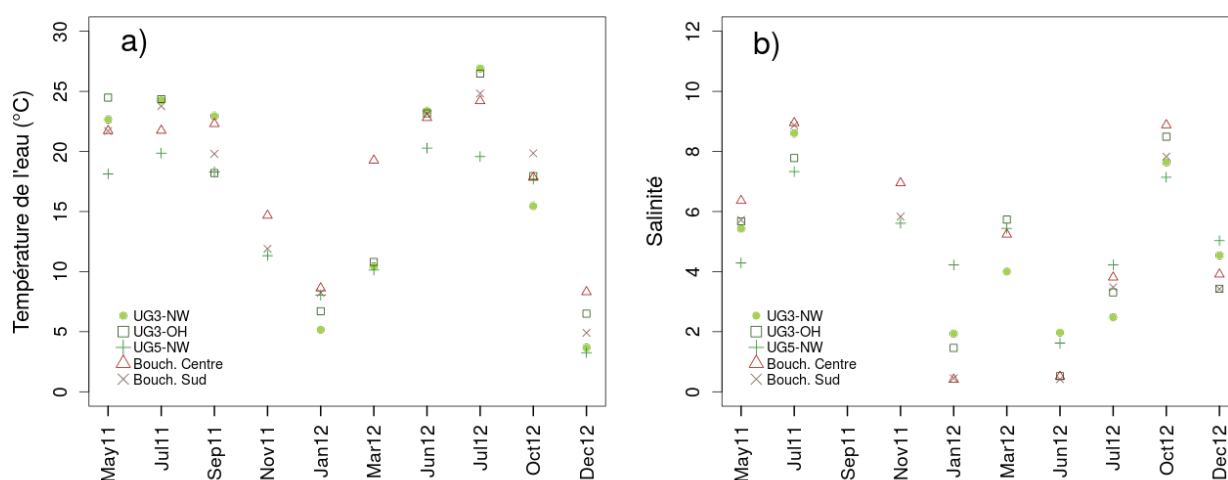 a)
Température de l'eau (°C)
30
25
20
15
10
5
0
UG3-NW
UG3-OH
UG5-NW
Bouch. Centre
Bouch. Sud
May11
Jul11
Sep11
Nov11
Jan12
Mar12
Jun12
Jul12
Oct12
Dec12
b)
Salinité
12
10
8
6
4
2
0
UG3-NW
UG3-OH
UG5-NW
Bouch. Centre
Bouch. Sud
May11
Jul11
Sep11
Nov11
Jan12
Mar12
Jun12
Jul12
Oct12
Dec12